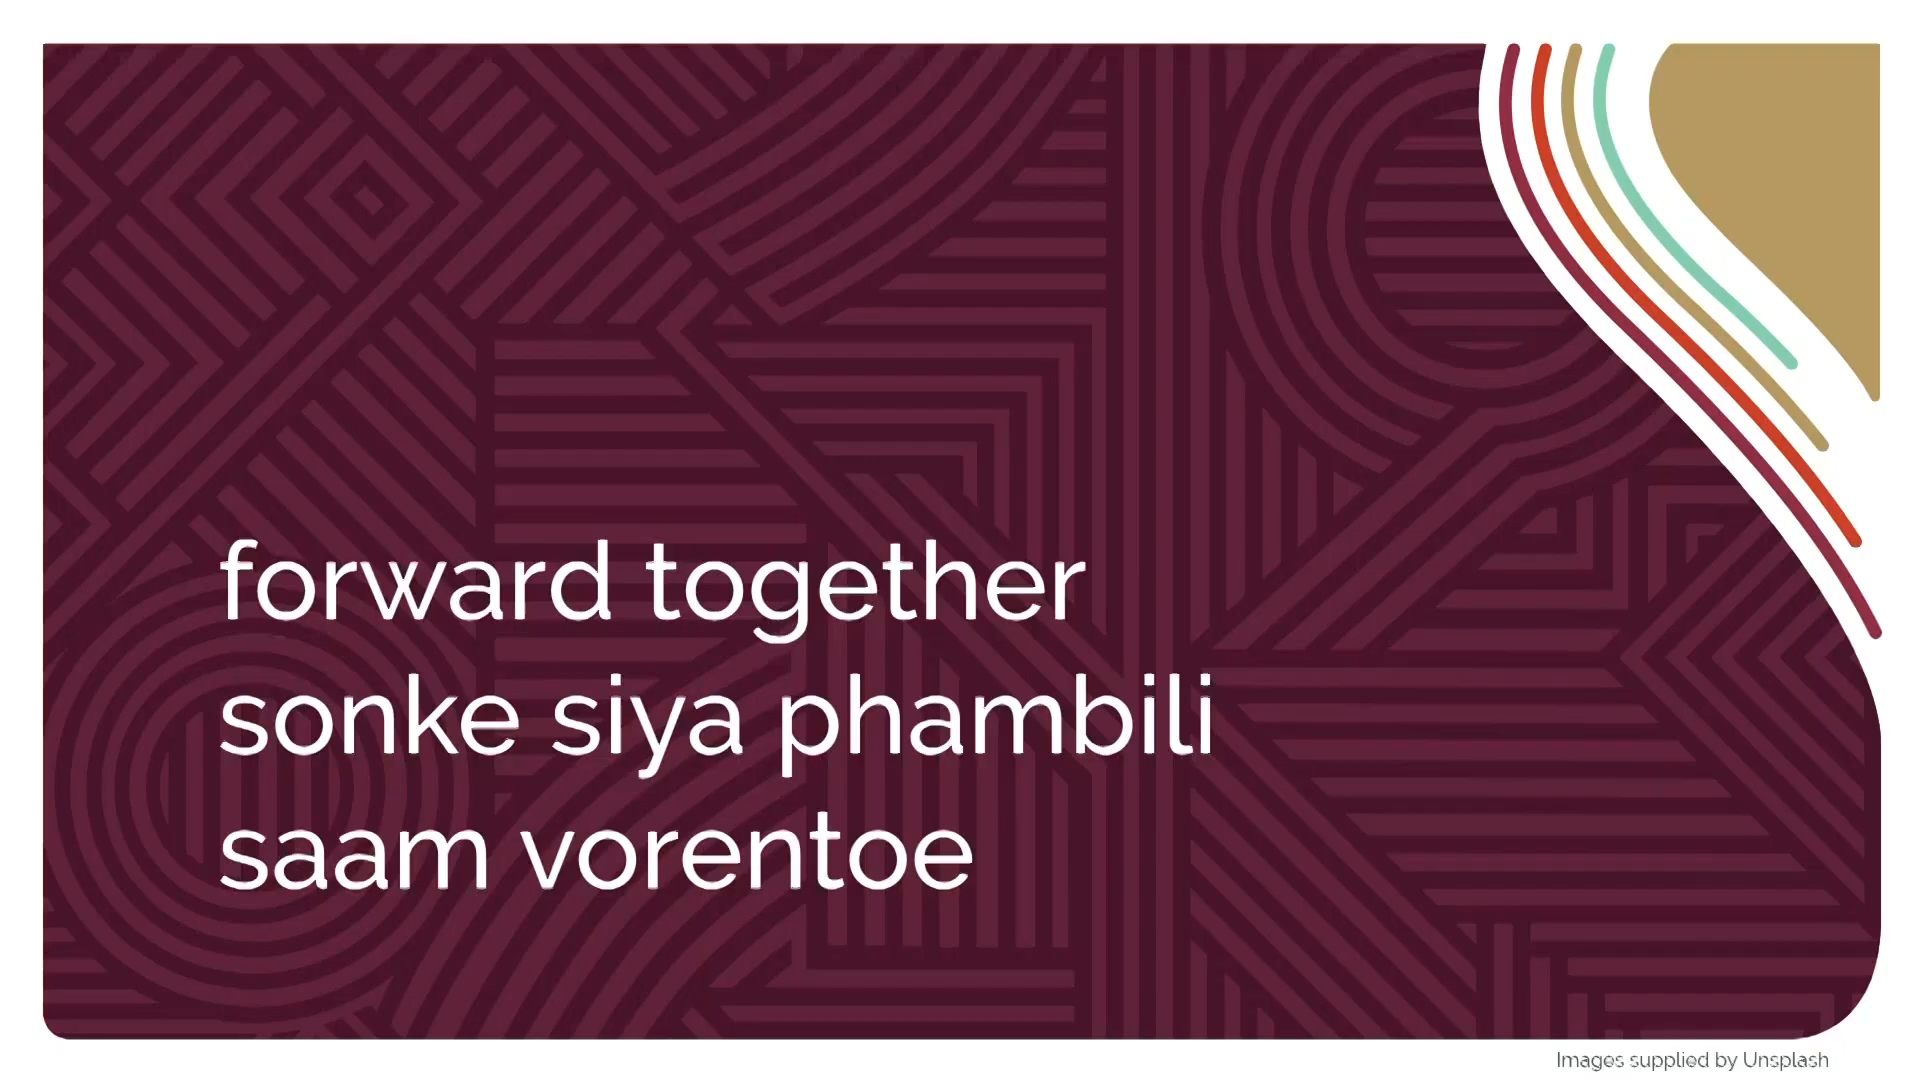 forward together
sonke siya phambili
saam vorentoe
Images supplied by Unsplash